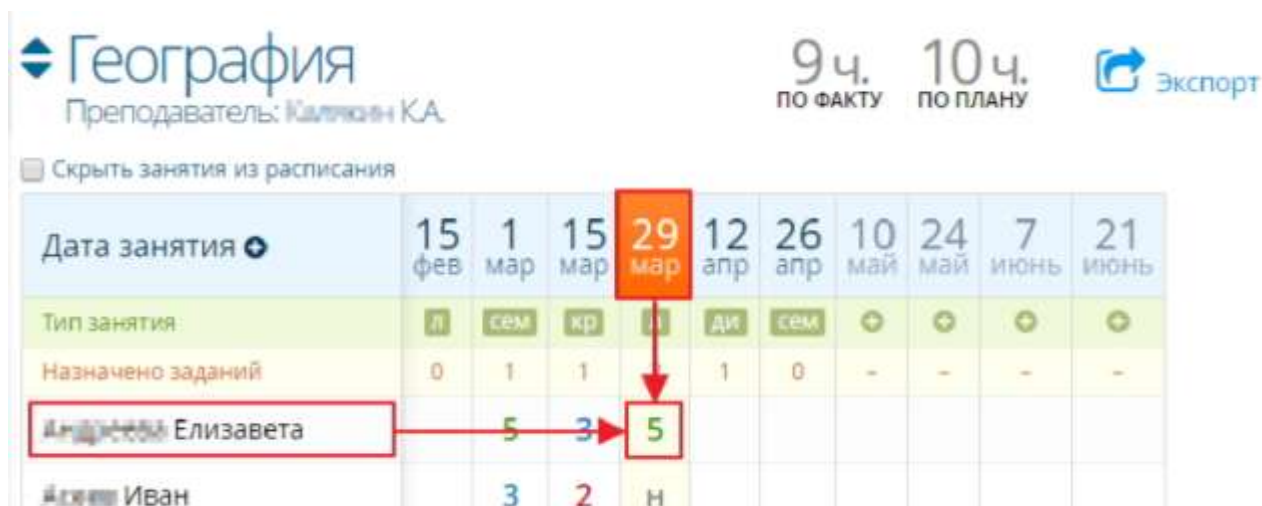 География
9 ч. 10 ч. Экспорт
ПО ФАКТУ ПО ПЛАНУ
Преподаватель: К.А.
Скрыть занятия из расписания
Дата занятия 15 фев 1 мар 15 мар 29 мар 12 апр 26 апр 10 май 24 май 7 июнь 21 июнь
Тип занятия л сем кр ди сем
Назначено заданий 0 1 1 1 0 - - - -
Елизавета 5 3 5
Иван 3 2 н